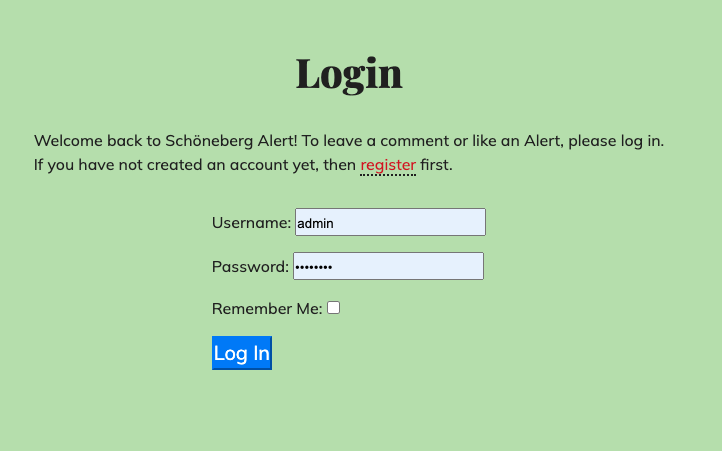 Login
Welcome back to Schöneberg Alert! To leave a comment or like an Alert, please log in.
If you have not created an account yet, then register first.
Username: admin
Password: ••••••••
Remember Me:
Log In